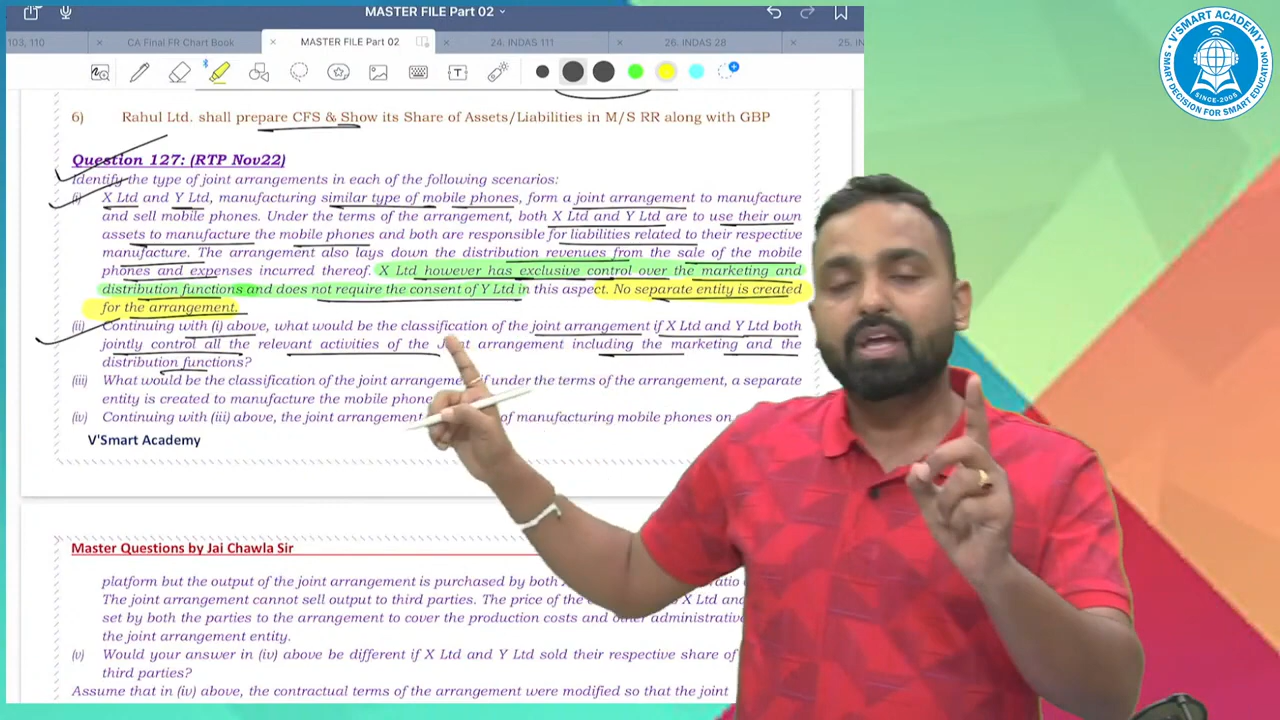 MASTER FILE Part 02
103, 110
CA Final FR Chart Book
MASTER FILE Part 02
24. INDAS 111
26. INDAS 28
25. IN
V'SMART ACADEMY
SMART DECISION FOR SMART EDUCATION
SINCE-2005
6) Rahul Ltd. shall prepare CFS & Show its Share of Assets/Liabilities in M/S RR along with GBP
Question 127: (RTP Nov22)
Identify the type of joint arrangements in each of the following scenarios:
(i) X Ltd and Y Ltd, manufacturing similar type of mobile phones, form a joint arrangement to manufacture
and sell mobile phones. Under the terms of the arrangement, both X Ltd and Y Ltd are to use their own
assets to manufacture the mobile phones and both are responsible for liabilities related to their respective
manufacture. The arrangement also lays down the distribution revenues from the sale of the mobile
phones and expenses incurred thereof. X Ltd however has exclusive control over the marketing and
distribution functions and does not require the consent of Y Ltd in this aspect. No separate entity is created
for the arrangement.
(ii) Continuing with (i) above, what would be the classification of the joint arrangement if X Ltd and Y Ltd both
jointly control all the relevant activities of the arrangement including the marketing and the
distribution functions?
(iii) What would be the classification of the joint if under the terms of the arrangement, a separate
entity is created to manufacture the mobile
(iv) Continuing with (iii) above, the joint arrangement of manufacturing mobile phones on
V'Smart Academy
Master Questions by Jai Chawla Sir
platform but the output of the joint arrangement is purchased by both
The joint arrangement cannot sell output to third parties. The price of the X Ltd and
set by both the parties to the arrangement to cover the production costs and other administrative
the joint arrangement entity.
(v) Would your answer in (iv) above be different if X Ltd and Y Ltd sold their respective share of
third parties?
Assume that in (iv) above, the contractual terms of the arrangement were modified so that the joint